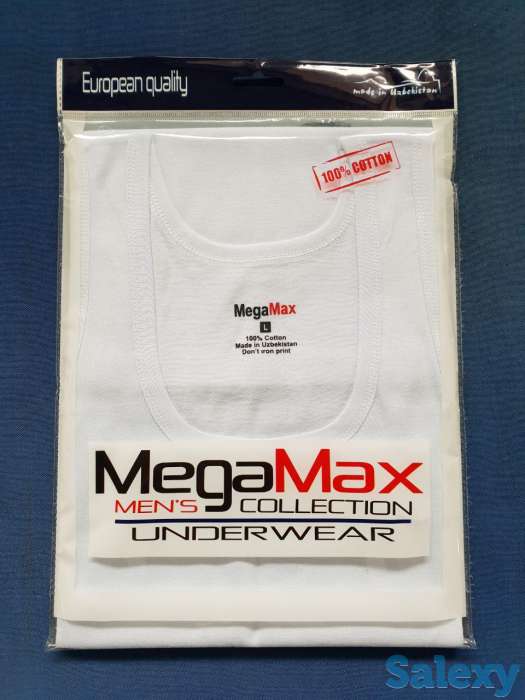 European quality
made in Uzbekistan
100% COTTON
MegaMax
L
100% Cotton
Made in Uzbekistan
Don't iron print
MegaMax
MEN'S COLLECTION
UNDERWEAR
Salexy